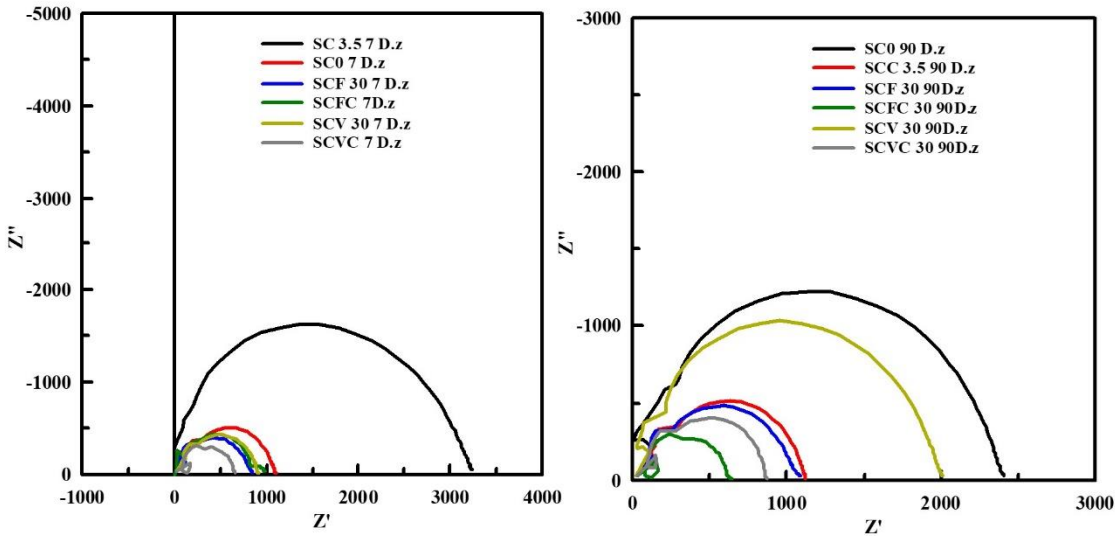 -5000
-4000
-3000
-2000
-1000
0
Z''
-1000
0
1000
2000
3000
4000
Z'
SC 3.5 7 D.z
SC0 7 D.z
SCF 30 7 D.z
SCFC 7D.z
SCV 30 7 D.z
SCVC 7 D.z
-3000
-2000
-1000
0
Z''
0
1000
2000
3000
Z'
SC0 90 D.z
SCC 3.5 90 D.z
SCF 30 90D.z
SCFC 30 90D.z
SCV 30 90D.z
SCVC 30 90D.z